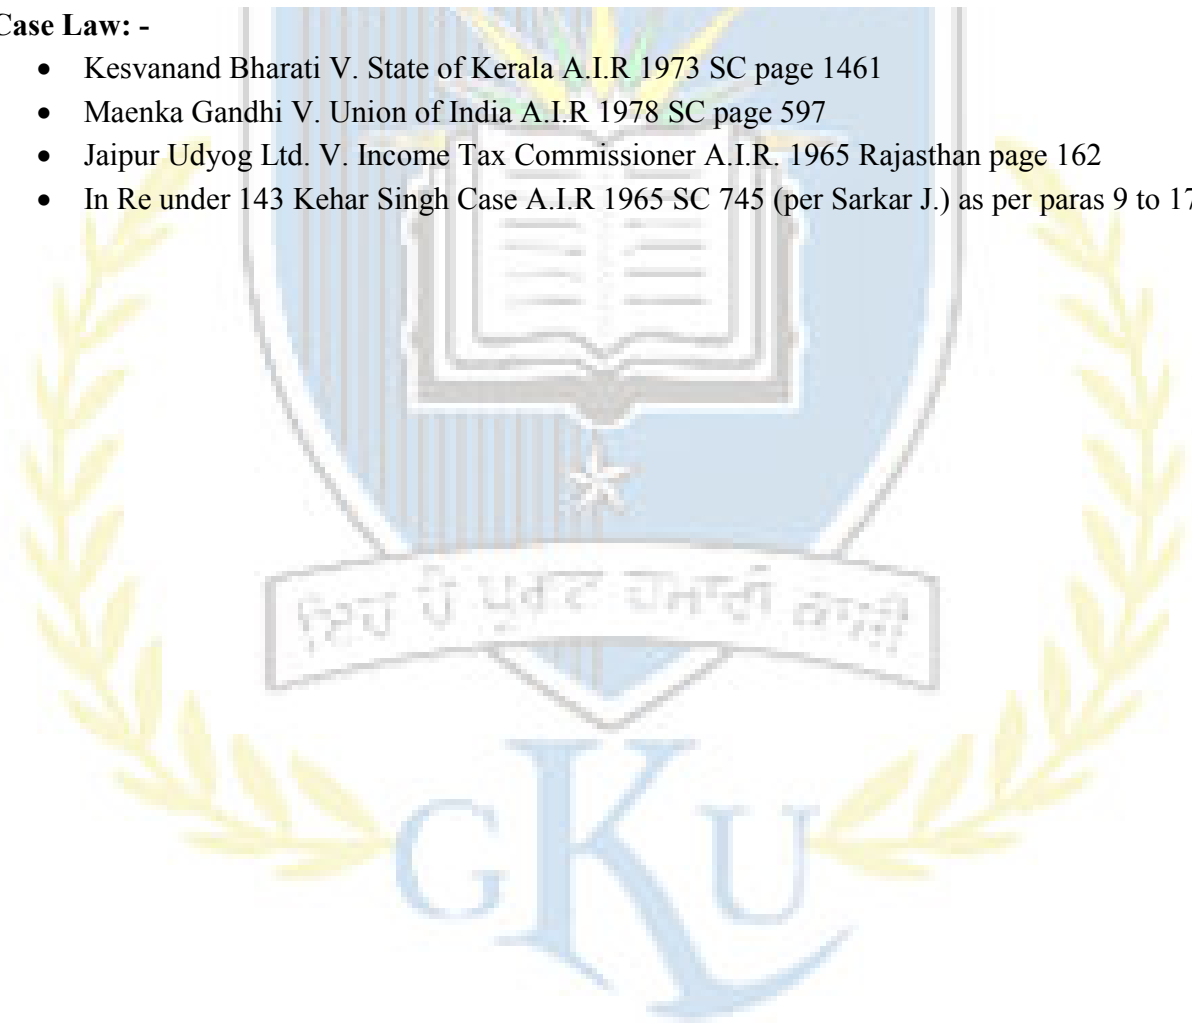 Case Law: -
• Kesvanand Bharati V. State of Kerala A.I.R 1973 SC page 1461
• Maenka Gandhi V. Union of India A.I.R 1978 SC page 597
• Jaipur Udyog Ltd. V. Income Tax Commissioner A.I.R. 1965 Rajasthan page 162
• In Re under 143 Kehar Singh Case A.I.R 1965 SC 745 (per Sarkar J.) as per paras 9 to 17
ਪ੍ਰਗਟ ਹਮਾਰੀ ਕਾਸੀ
GKU